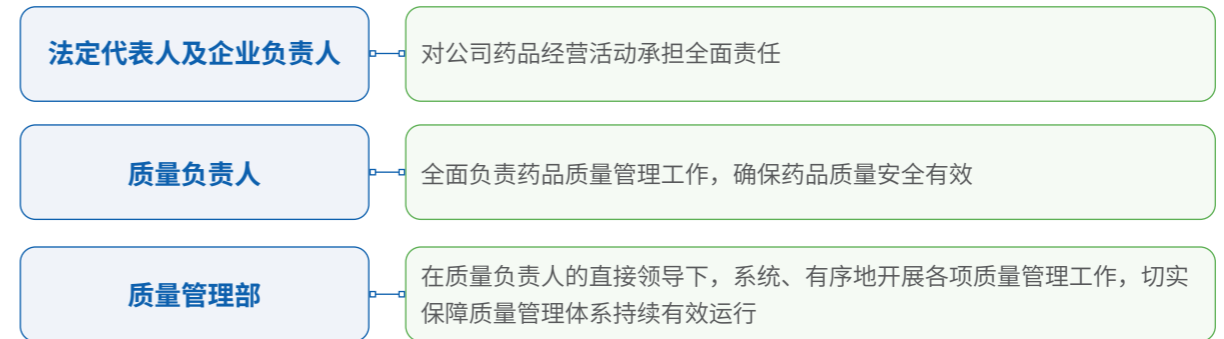 法定代表人及企业负责人
对公司药品经营活动承担全面责任
质量负责人
全面负责药品质量管理工作，确保药品质量安全有效
质量管理部
在质量负责人的直接领导下，系统、有序地开展各项质量管理工作，切实
保障质量管理体系持续有效运行